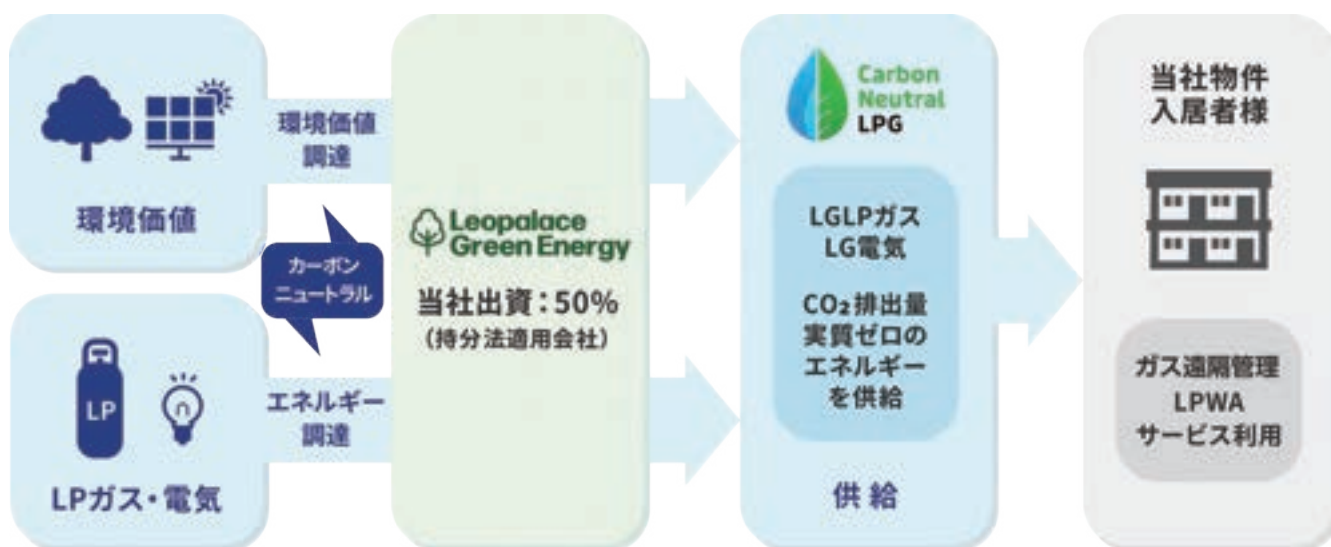 環境価値
環境価値
調達
カーボン
ニュートラル
LP
LPガス・電気
エネルギー
調達
Leopalace
Green Energy
当社出資:50%
(持分法適用会社)
Carbon
Neutral
LPG
LGLPガス
LG電気
CO₂排出量
実質ゼロの
エネルギー
を供給
供給
当社物件
入居者様
ガス遠隔管理
LPWA
サービス利用